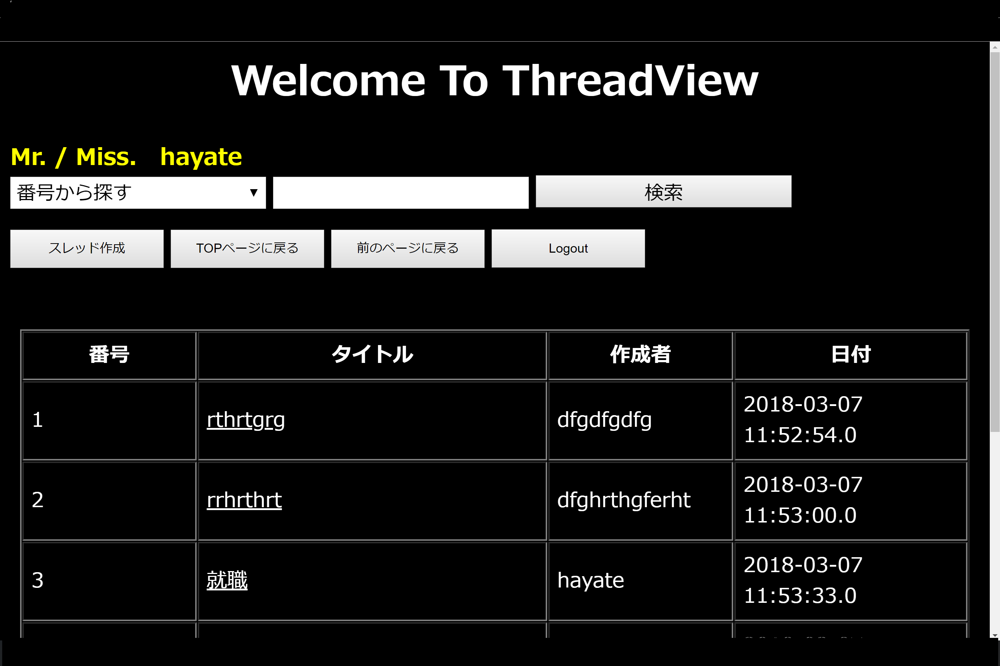 Welcome To ThreadView
Mr. / Miss.　hayate
番号から探す ▼ 検索
スレッド作成 TOPページに戻る 前のページに戻る Logout
番号 タイトル 作成者 日付
1 rthrtgrg dfgdfgdfg 2018-03-07
11:52:54.0
2 rrhrthrt dfghrthgferht 2018-03-07
11:53:00.0
3 就職 hayate 2018-03-07
11:53:33.0